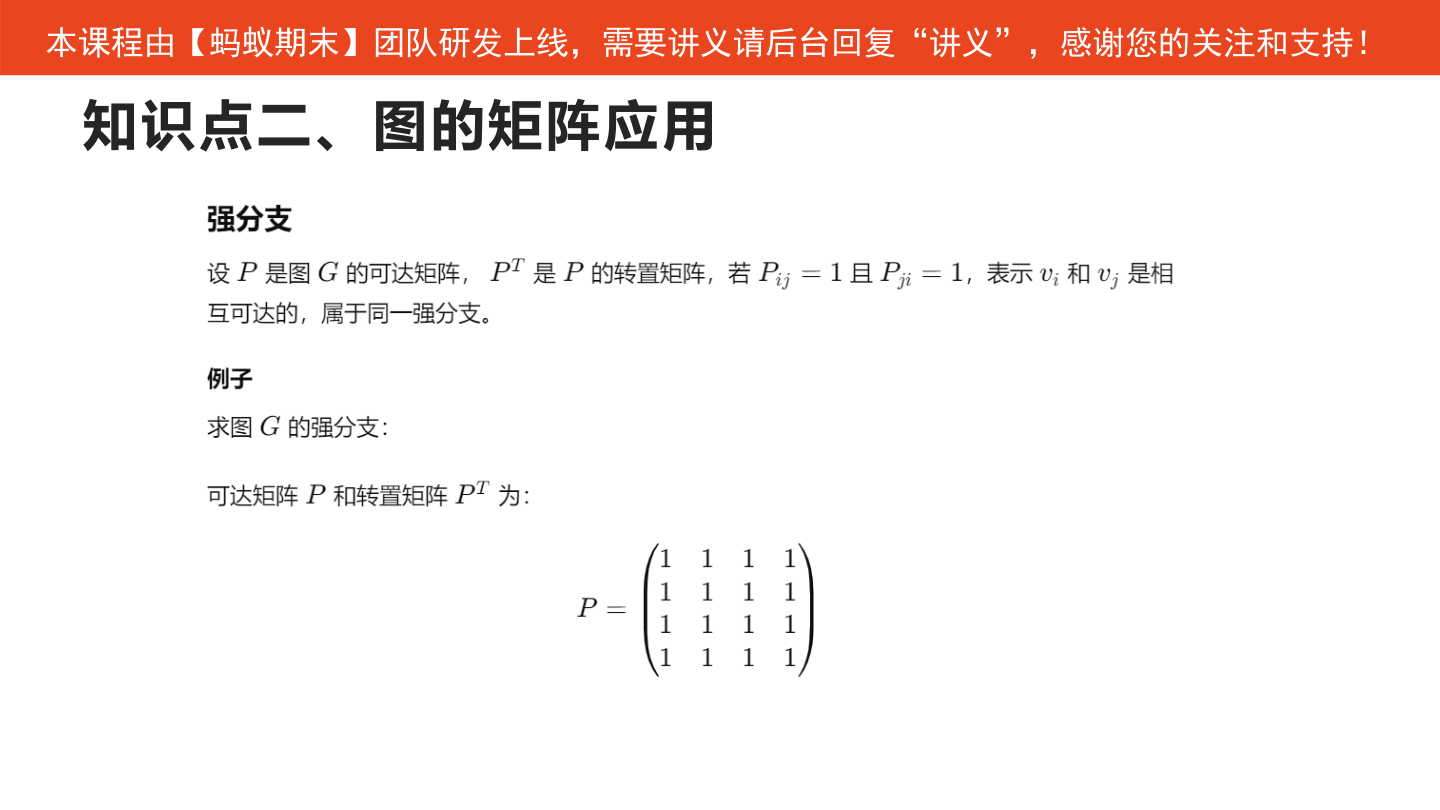 本课程由【蚂蚁期末】团队研发上线，需要讲义请后台回复“讲义”，感谢您的关注和支持！
知识点二、图的矩阵应用
强分支
设 P 是图 G 的可达矩阵， P^T 是 P 的转置矩阵，若 P_{ij} = 1 且 P_{ji} = 1，表示 v_i 和 v_j 是相
互可达的，属于同一强分支。
例子
求图 G 的强分支：
可达矩阵 P 和转置矩阵 P^T 为：
P =
1 1 1 1
1 1 1 1
1 1 1 1
1 1 1 1